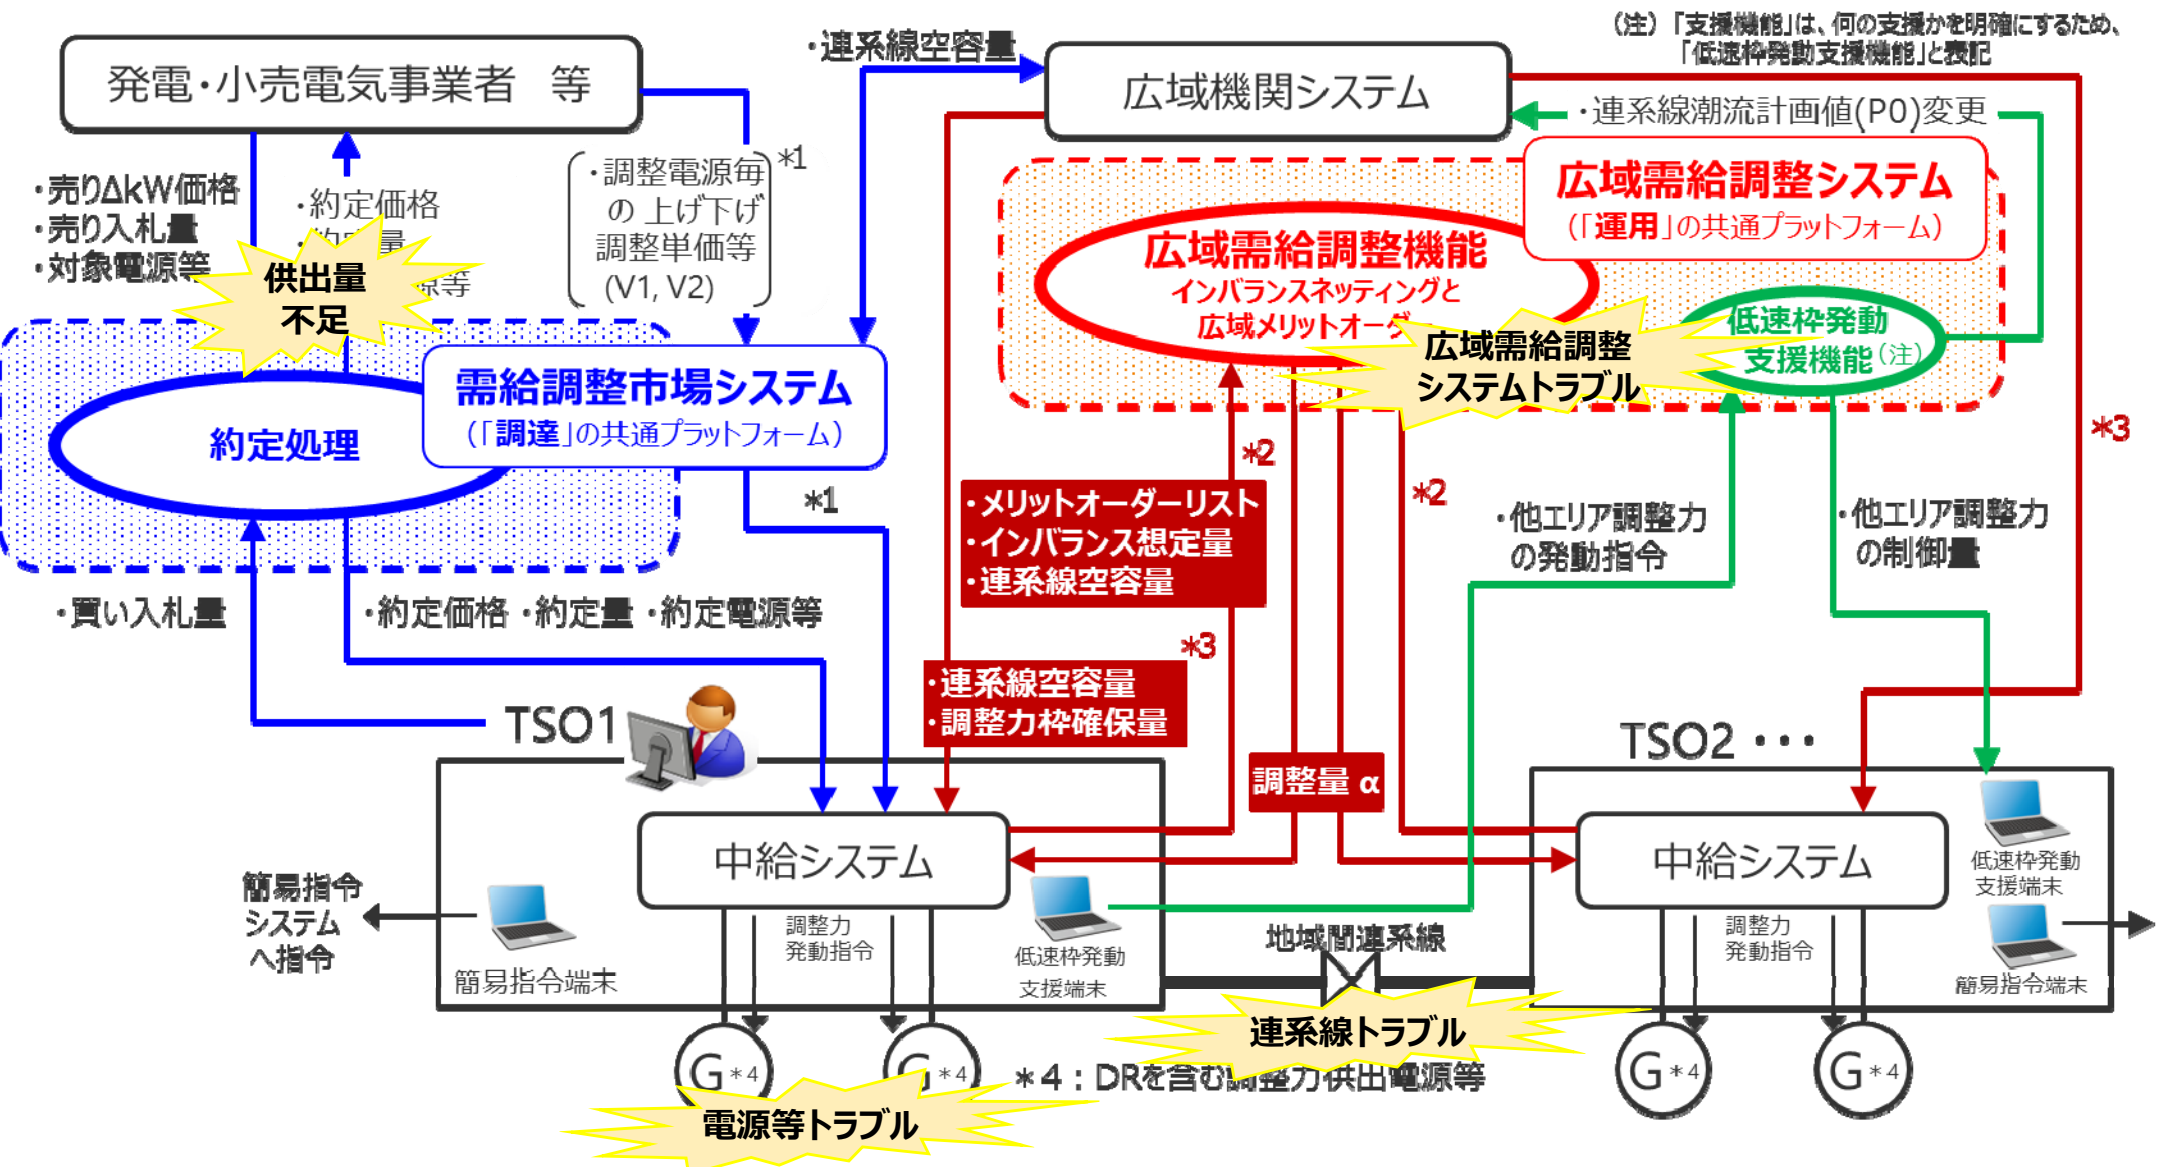 (注)「支援機能」は、何の支援かを明確にするため、
「低速枠発動支援機能」と表記
発電・小売電気事業者 等
・連系線空容量
広域機関システム
・連系線潮流計画値(P0)変更
・売りΔkW価格
・売り入札量
・対象電源等
・約定価格
供出量
不足
・調整電源毎
の 上げ下げ
調整単価等
(V1, V2)
*1
広域需給調整システム
(「運用」の共通プラットフォーム)
広域需給調整機能
インバランスネッティングと
広域メリットオーダー
広域需給調整
システムトラブル
低速枠発動
支援機能(注)
需給調整市場システム
(「調達」の共通プラットフォーム)
約定処理
*1
*2
*2
*3
・メリットオーダーリスト
・インバランス想定量
・連系線空容量
・他エリア調整力
の発動指令
・他エリア調整力
の制御量
・買い入札量
・約定価格 ・約定量 ・約定電源等
*3
・連系線空容量
・調整力枠確保量
TSO1
TSO2 ・・・
調整量 α
中給システム
中給システム
簡易指令
システム
へ指令
簡易指令端末
調整力
発動指令
低速枠発動
支援端末
地域間連系線
調整力
発動指令
低速枠発動
支援端末
簡易指令端末
連系線トラブル
G*4
G*4
*4:DRを含む調整力供出電源等
G*4
G*4
電源等トラブル